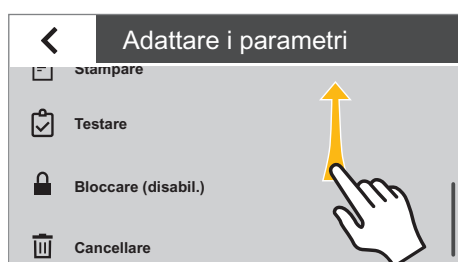 Adattare i parametri
Stampare
Testare
Bloccare (disabil.)
Cancellare